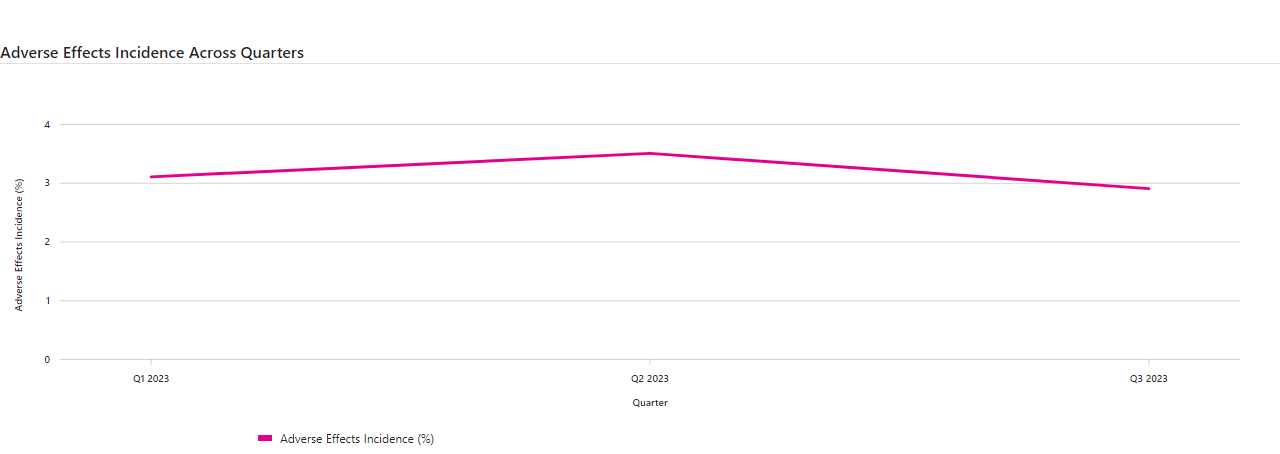 Adverse Effects Incidence Across Quarters
4
3
2
1
0
Adverse Effects Incidence (%)
Q1 2023
Q2 2023
Q3 2023
Quarter
Adverse Effects Incidence (%)